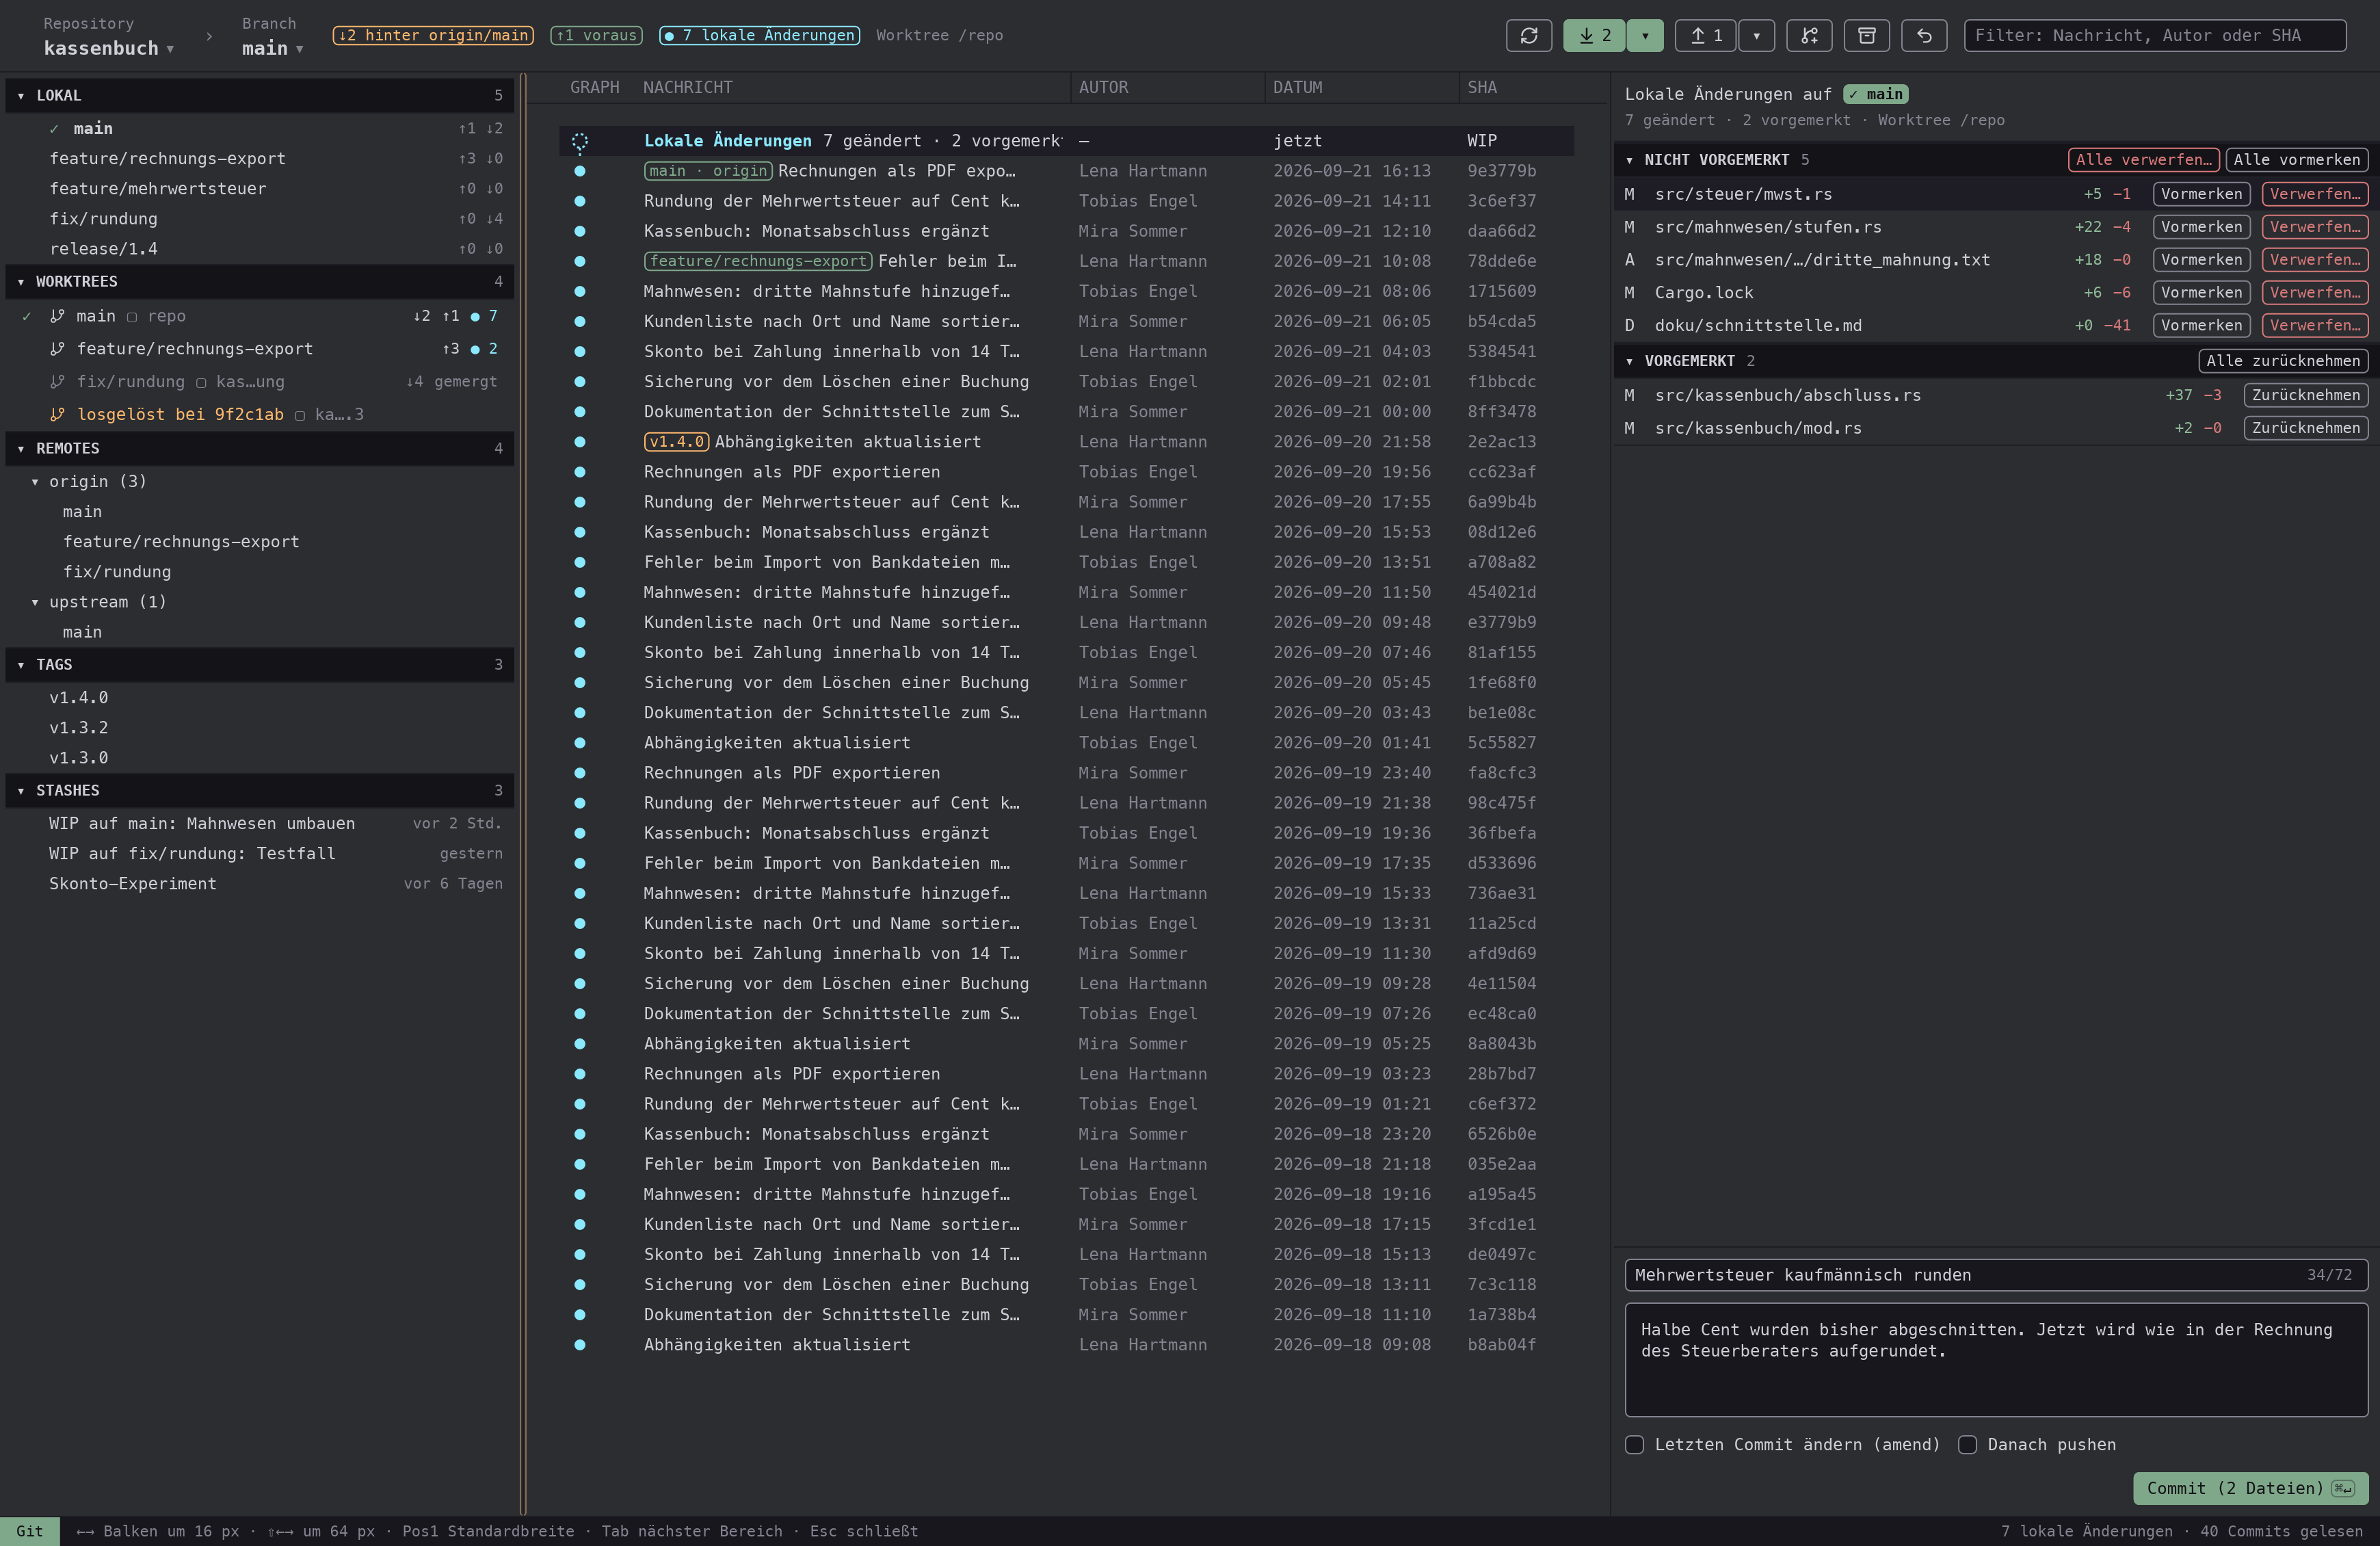 Repository
kassenbuch ▾
›
Branch
main ▾
↓2 hinter origin/main ↑1 voraus ● 7 lokale Änderungen Worktree /repo
2 ▾ 1 ▾
Filter: Nachricht, Autor oder SHA
▾ LOKAL 5
✓ main ↑1 ↓2
feature/rechnungs-export ↑3 ↓0
feature/mehrwertsteuer ↑0 ↓0
fix/rundung ↑0 ↓4
release/1.4 ↑0 ↓0
▾ WORKTREES 4
✓ main ▢ repo ↓2 ↑1 ● 7
feature/rechnungs-export ↑3 ● 2
fix/rundung ▢ kas…ung ↓4 gemergt
losgelöst bei 9f2c1ab ▢ ka….3
▾ REMOTES 4
▾ origin (3)
main
feature/rechnungs-export
fix/rundung
▾ upstream (1)
main
▾ TAGS 3
v1.4.0
v1.3.2
v1.3.0
▾ STASHES 3
WIP auf main: Mahnwesen umbauen vor 2 Std.
WIP auf fix/rundung: Testfall gestern
Skonto-Experiment vor 6 Tagen
GRAPH NACHRICHT AUTOR DATUM SHA
Lokale Änderungen 7 geändert · 2 vorgemerkt — jetzt WIP
main · origin Rechnungen als PDF expo… Lena Hartmann 2026-09-21 16:13 9e3779b
Rundung der Mehrwertsteuer auf Cent k… Tobias Engel 2026-09-21 14:11 3c6ef37
Kassenbuch: Monatsabschluss ergänzt Mira Sommer 2026-09-21 12:10 daa66d2
feature/rechnungs-export Fehler beim I… Lena Hartmann 2026-09-21 10:08 78dde6e
Mahnwesen: dritte Mahnstufe hinzugef… Tobias Engel 2026-09-21 08:06 1715609
Kundenliste nach Ort und Name sortier… Mira Sommer 2026-09-21 06:05 b54cda5
Skonto bei Zahlung innerhalb von 14 T… Lena Hartmann 2026-09-21 04:03 5384541
Sicherung vor dem Löschen einer Buchung Tobias Engel 2026-09-21 02:01 f1bbcdc
Dokumentation der Schnittstelle zum S… Mira Sommer 2026-09-21 00:00 8ff3478
v1.4.0 Abhängigkeiten aktualisiert Lena Hartmann 2026-09-20 21:58 2e2ac13
Rechnungen als PDF exportieren Tobias Engel 2026-09-20 19:56 cc623af
Rundung der Mehrwertsteuer auf Cent k… Mira Sommer 2026-09-20 17:55 6a99b4b
Kassenbuch: Monatsabschluss ergänzt Lena Hartmann 2026-09-20 15:53 08d12e6
Fehler beim Import von Bankdateien m… Tobias Engel 2026-09-20 13:51 a708a82
Mahnwesen: dritte Mahnstufe hinzugef… Mira Sommer 2026-09-20 11:50 454021d
Kundenliste nach Ort und Name sortier… Lena Hartmann 2026-09-20 09:48 e3779b9
Skonto bei Zahlung innerhalb von 14 T… Tobias Engel 2026-09-20 07:46 81af155
Sicherung vor dem Löschen einer Buchung Mira Sommer 2026-09-20 05:45 1fe68f0
Dokumentation der Schnittstelle zum S… Lena Hartmann 2026-09-20 03:43 be1e08c
Abhängigkeiten aktualisiert Tobias Engel 2026-09-20 01:41 5c55827
Rechnungen als PDF exportieren Mira Sommer 2026-09-19 23:40 fa8cfc3
Rundung der Mehrwertsteuer auf Cent k… Lena Hartmann 2026-09-19 21:38 98c475f
Kassenbuch: Monatsabschluss ergänzt Tobias Engel 2026-09-19 19:36 36fbefa
Fehler beim Import von Bankdateien m… Mira Sommer 2026-09-19 17:35 d533696
Mahnwesen: dritte Mahnstufe hinzugef… Lena Hartmann 2026-09-19 15:33 736ae31
Kundenliste nach Ort und Name sortier… Tobias Engel 2026-09-19 13:31 11a25cd
Skonto bei Zahlung innerhalb von 14 T… Mira Sommer 2026-09-19 11:30 afd9d69
Sicherung vor dem Löschen einer Buchung Lena Hartmann 2026-09-19 09:28 4e11504
Dokumentation der Schnittstelle zum S… Tobias Engel 2026-09-19 07:26 ec48ca0
Abhängigkeiten aktualisiert Mira Sommer 2026-09-19 05:25 8a8043b
Rechnungen als PDF exportieren Lena Hartmann 2026-09-19 03:23 28b7bd7
Rundung der Mehrwertsteuer auf Cent k… Tobias Engel 2026-09-19 01:21 c6ef372
Kassenbuch: Monatsabschluss ergänzt Mira Sommer 2026-09-18 23:20 6526b0e
Fehler beim Import von Bankdateien m… Lena Hartmann 2026-09-18 21:18 035e2aa
Mahnwesen: dritte Mahnstufe hinzugef… Tobias Engel 2026-09-18 19:16 a195a45
Kundenliste nach Ort und Name sortier… Mira Sommer 2026-09-18 17:15 3fcd1e1
Skonto bei Zahlung innerhalb von 14 T… Lena Hartmann 2026-09-18 15:13 de0497c
Sicherung vor dem Löschen einer Buchung Tobias Engel 2026-09-18 13:11 7c3c118
Dokumentation der Schnittstelle zum S… Mira Sommer 2026-09-18 11:10 1a738b4
Abhängigkeiten aktualisiert Lena Hartmann 2026-09-18 09:08 b8ab04f
Lokale Änderungen auf ✓ main
7 geändert · 2 vorgemerkt · Worktree /repo
▾ NICHT VORGEMERKT 5 Alle verwerfen… Alle vormerken
M src/steuer/mwst.rs +5 −1 Vormerken Verwerfen…
M src/mahnwesen/stufen.rs +22 −4 Vormerken Verwerfen…
A src/mahnwesen/…/dritte_mahnung.txt +18 −0 Vormerken Verwerfen…
M Cargo.lock +6 −6 Vormerken Verwerfen…
D doku/schnittstelle.md +0 −41 Vormerken Verwerfen…
▾ VORGEMERKT 2 Alle zurücknehmen
M src/kassenbuch/abschluss.rs +37 −3 Zurücknehmen
M src/kassenbuch/mod.rs +2 −0 Zurücknehmen
Mehrwertsteuer kaufmännisch runden 34/72
Halbe Cent wurden bisher abgeschnitten. Jetzt wird wie in der Rechnung
des Steuerberaters aufgerundet.
Letzten Commit ändern (amend) Danach pushen
Commit (2 Dateien) ⌘↵
Git ←→ Balken um 16 px · ⇧←→ um 64 px · Pos1 Standardbreite · Tab nächster Bereich · Esc schließt
7 lokale Änderungen · 40 Commits gelesen